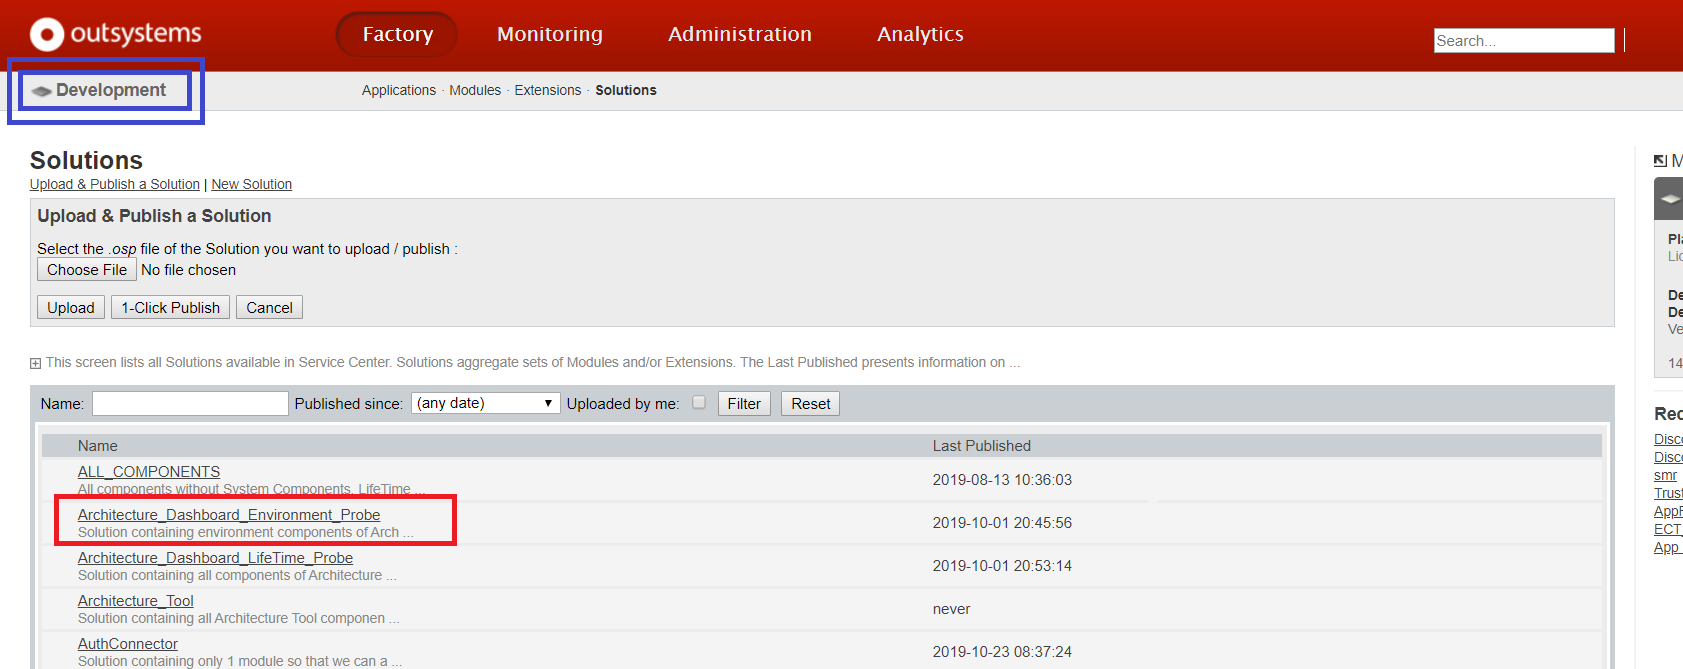 outsystems
Factory Monitoring Administration Analytics
Search...
Development
Applications · Modules · Extensions · Solutions
Solutions
Upload & Publish a Solution | New Solution
Upload & Publish a Solution
Select the .osp file of the Solution you want to upload / publish :
Choose File No file chosen
Upload 1-Click Publish Cancel
This screen lists all Solutions available in Service Center. Solutions aggregate sets of Modules and/or Extensions. The Last Published presents information on ...
Name: Published since: (any date) Uploaded by me: Filter Reset
Name Last Published
ALL_COMPONENTS
All components without System Components, LifeTime ...
2019-08-13 10:36:03
Architecture_Dashboard_Environment_Probe
Solution containing environment components of Arch ...
2019-10-01 20:45:56
Architecture_Dashboard_LifeTime_Probe
Solution containing all components of Architecture ...
2019-10-01 20:53:14
Architecture_Tool
Solution containing all Architecture Tool componen ...
never
AuthConnector
Solution containing only 1 module so that we can a ...
2019-10-23 08:37:24
M
Pl
Lic
De
De
Ve
14
Rec
Disc
Disc
smr
Trus
AppF
ECT_
App